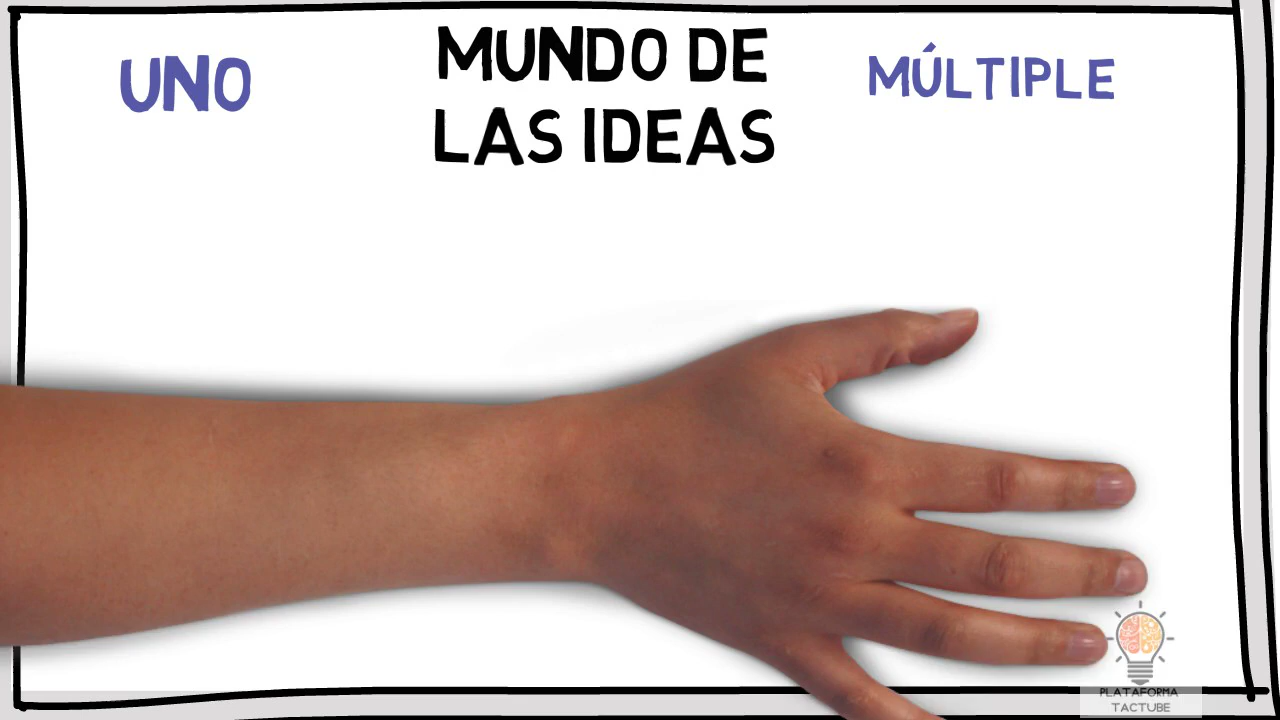 UNO
MUNDO DE
LAS IDEAS
MÚLTIPLE
PLATAFORMA
TACTUBE